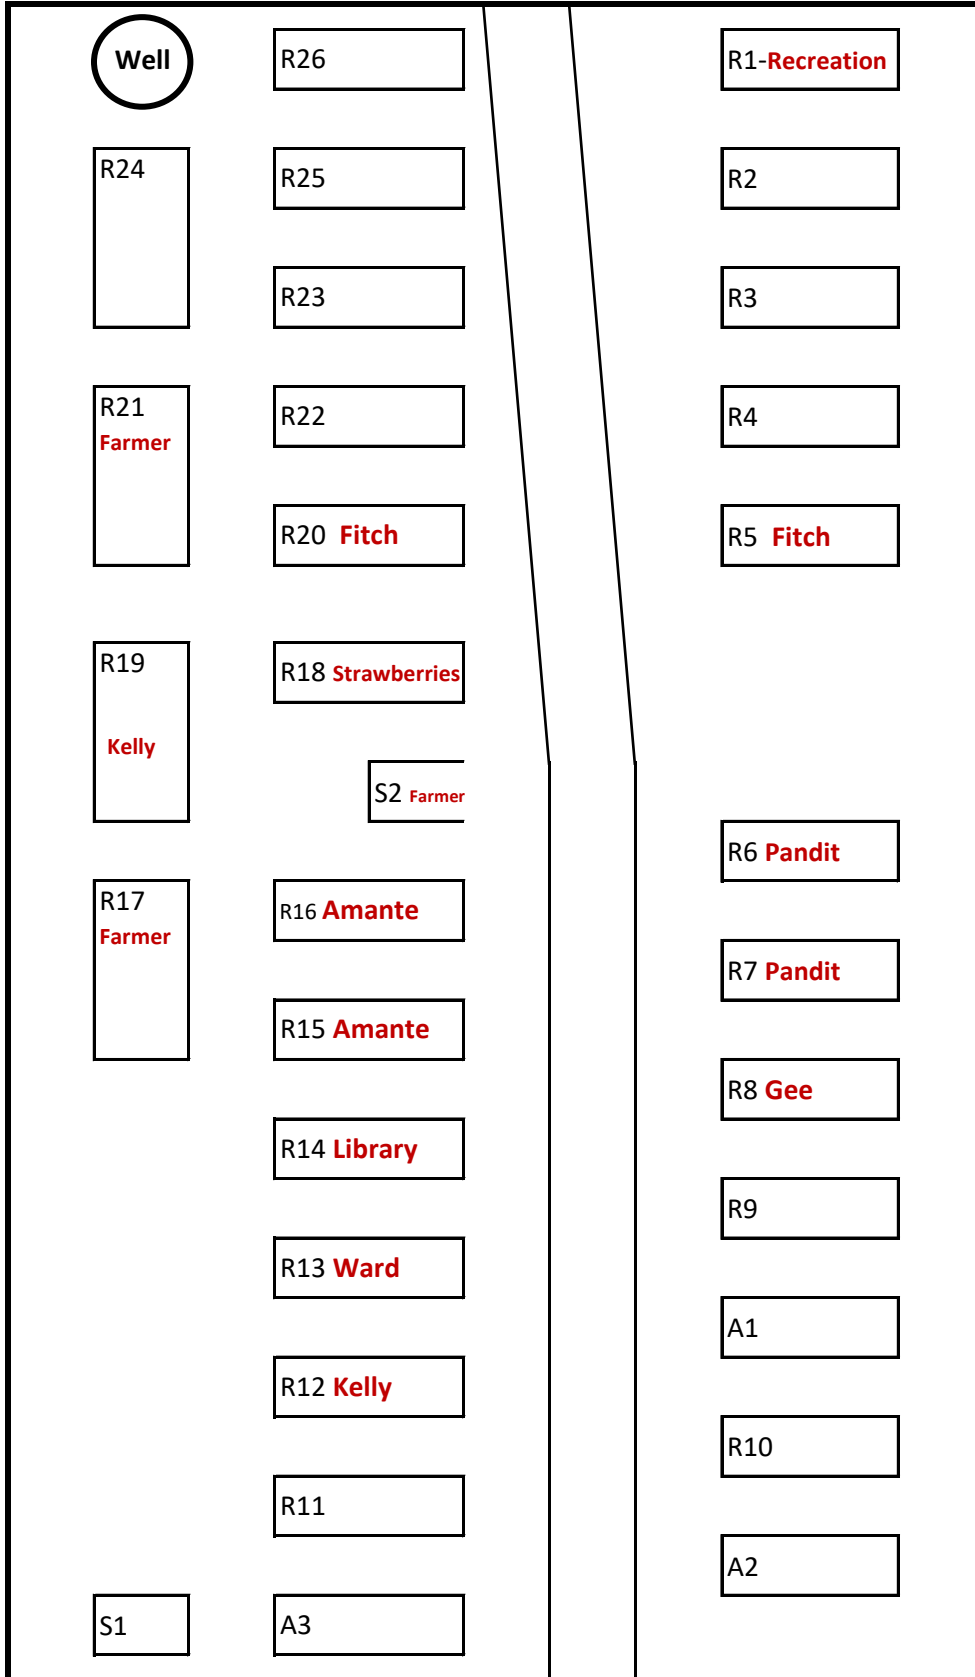 Well
R26
R1-Recreation
R24
R25
R2
R23
R3
R21
Farmer
R22
R4
R20 Fitch
R5 Fitch
R19
Kelly
R18 Strawberries
S2 Farmer
R6 Pandit
R17
Farmer
R16 Amante
R7 Pandit
R15 Amante
R8 Gee
R14 Library
R9
R13 Ward
A1
R12 Kelly
R10
R11
A2
S1
A3